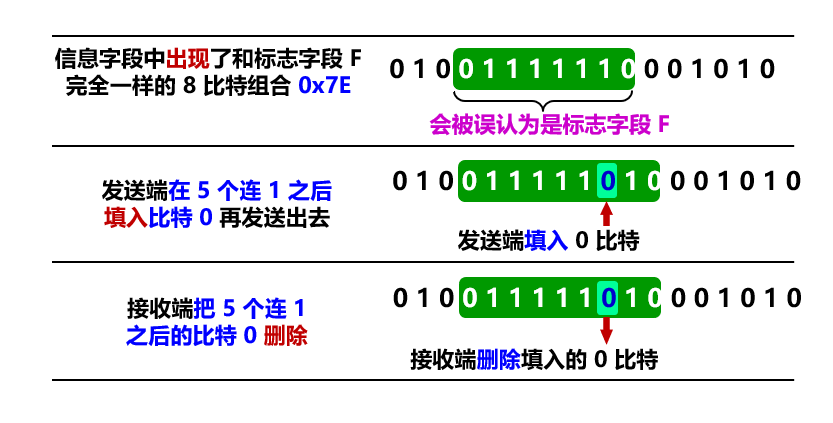 信息字段中出现了和标志字段 F
完全一样的 8 比特组合 0x7E
0 1 0 0 1 1 1 1 1 1 0 0 0 1 0 1 0
会被误认为是标志字段 F
发送端在 5 个连 1 之后
填入比特 0 再发送出去
0 1 0 0 1 1 1 1 1 0 1 0 0 0 1 0 1 0
发送端填入 0 比特
接收端把 5 个连 1
之后的比特 0 删除
0 1 0 0 1 1 1 1 1 0 1 0 0 0 1 0 1 0
接收端删除填入的 0 比特